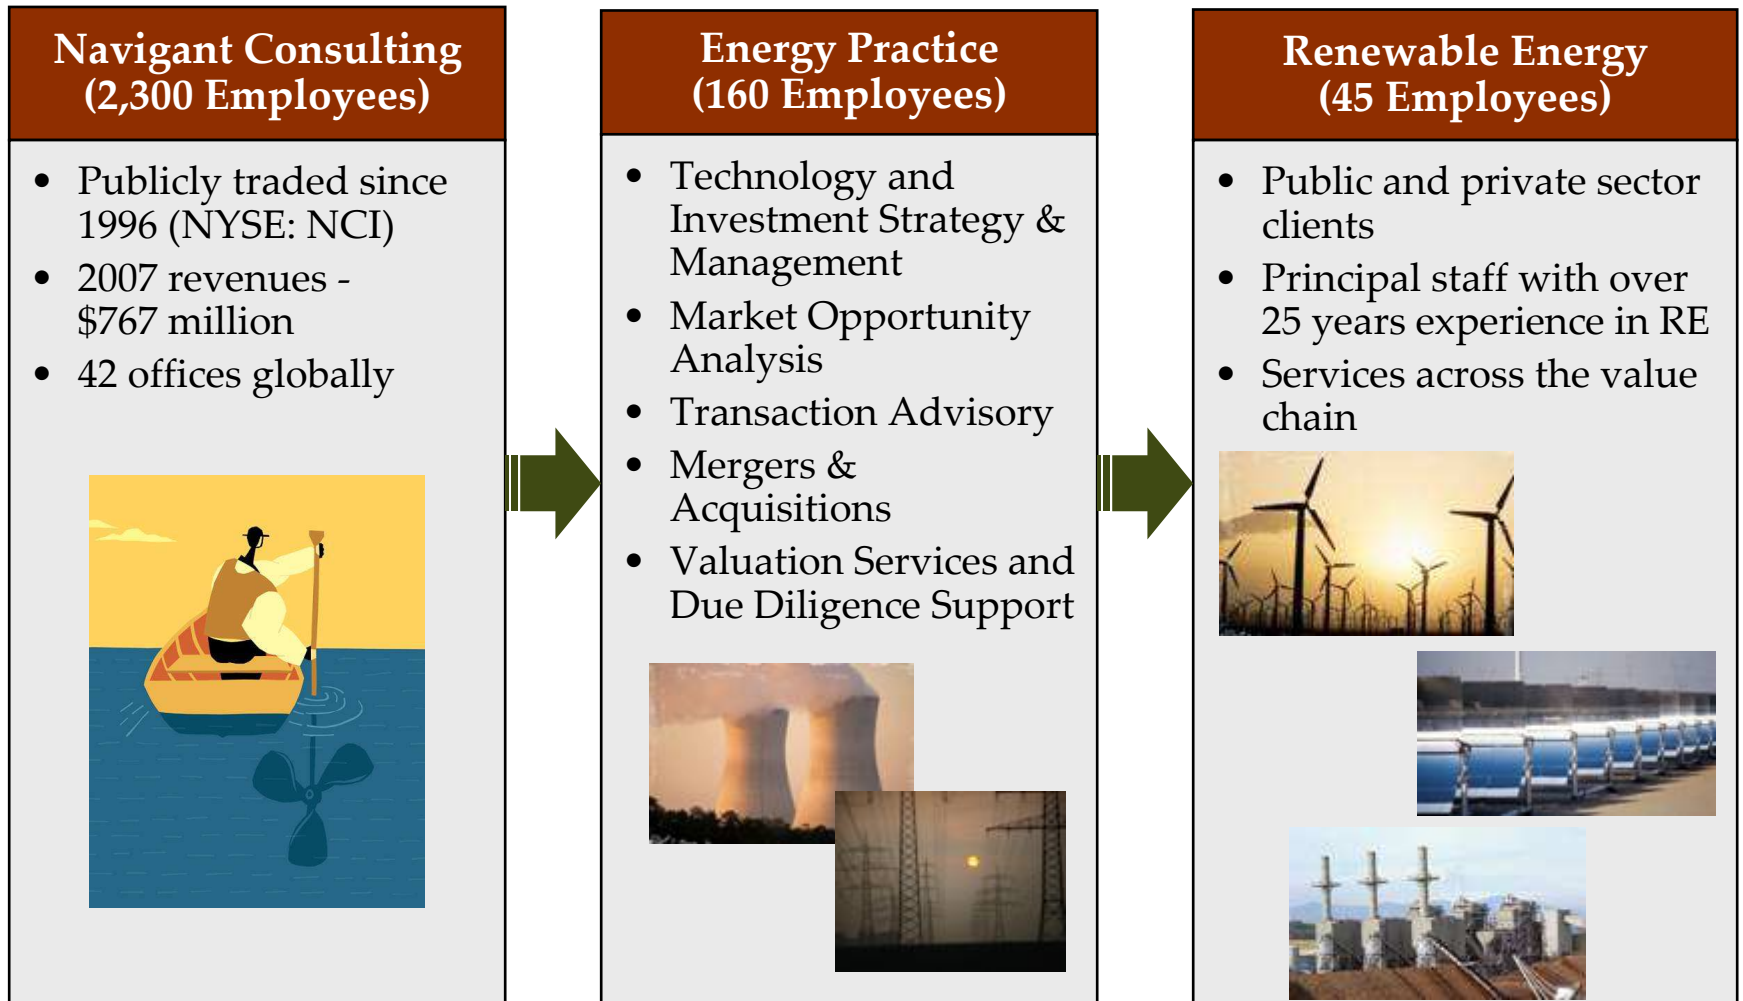 Navigant Consulting
(2,300 Employees)
• Publicly traded since
1996 (NYSE: NCI)
• 2007 revenues -
$767 million
• 42 offices globally
Energy Practice
(160 Employees)
• Technology and
Investment Strategy &
Management
• Market Opportunity
Analysis
• Transaction Advisory
• Mergers &
Acquisitions
• Valuation Services and
Due Diligence Support
Renewable Energy
(45 Employees)
• Public and private sector
clients
• Principal staff with over
25 years experience in RE
• Services across the value
chain